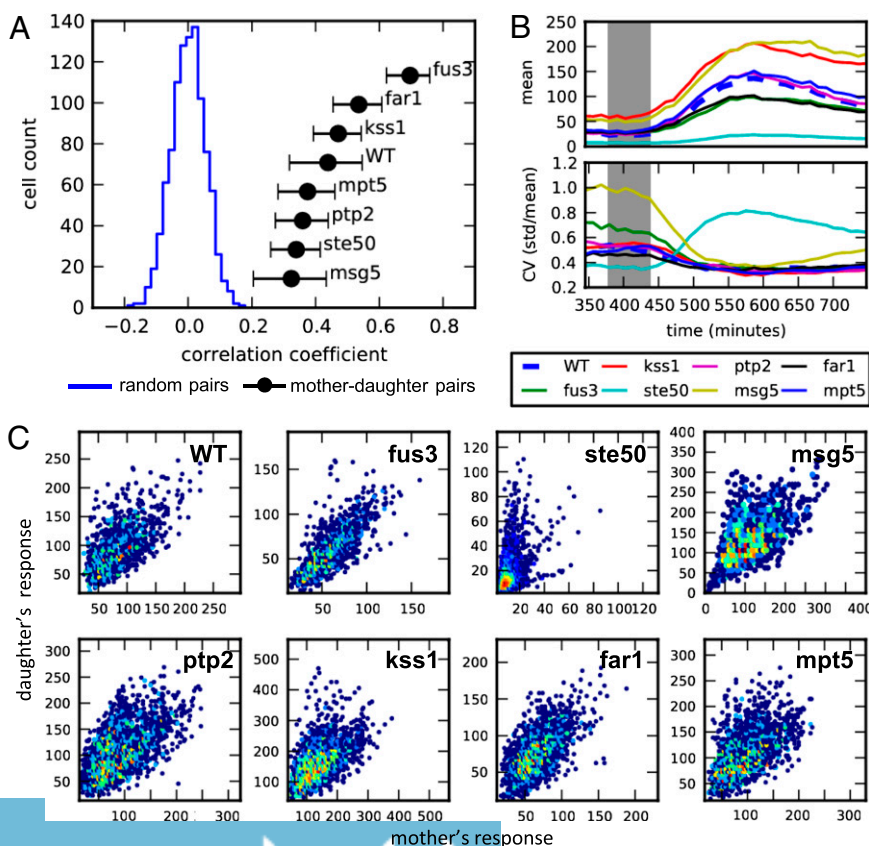 A
140
120
100
80
60
40
20
0
cell count
fus3
far1
kss1
WT
mpt5
ptp2
ste50
msg5
−0.2 0.0 0.2 0.4 0.6 0.8
correlation coefficient
random pairs mother-daughter pairs
B
250
200
150
100
50
0
mean
1.2
1.0
0.8
0.6
0.4
0.2
CV (std/mean)
350 400 450 500 550 600 650 700
time (minutes)
WT kss1 ptp2 far1
fus3 ste50 msg5 mpt5
C
daughter's response
WT
250
200
150
100
50
50 100 150 200 250
fus3
150
100
50
50 100 150
ste50
120
100
80
60
40
20
20 40 60 80 100 120
msg5
400
350
300
250
200
150
100
50
0
0 100 200 300 400
ptp2
300
250
200
150
100
50
100 200 300
kss1
500
400
300
200
100
100 200 300 400 500
far1
200
150
100
50
50 100 150 200
mpt5
300
250
200
150
100
50
100 200 300
mother's response